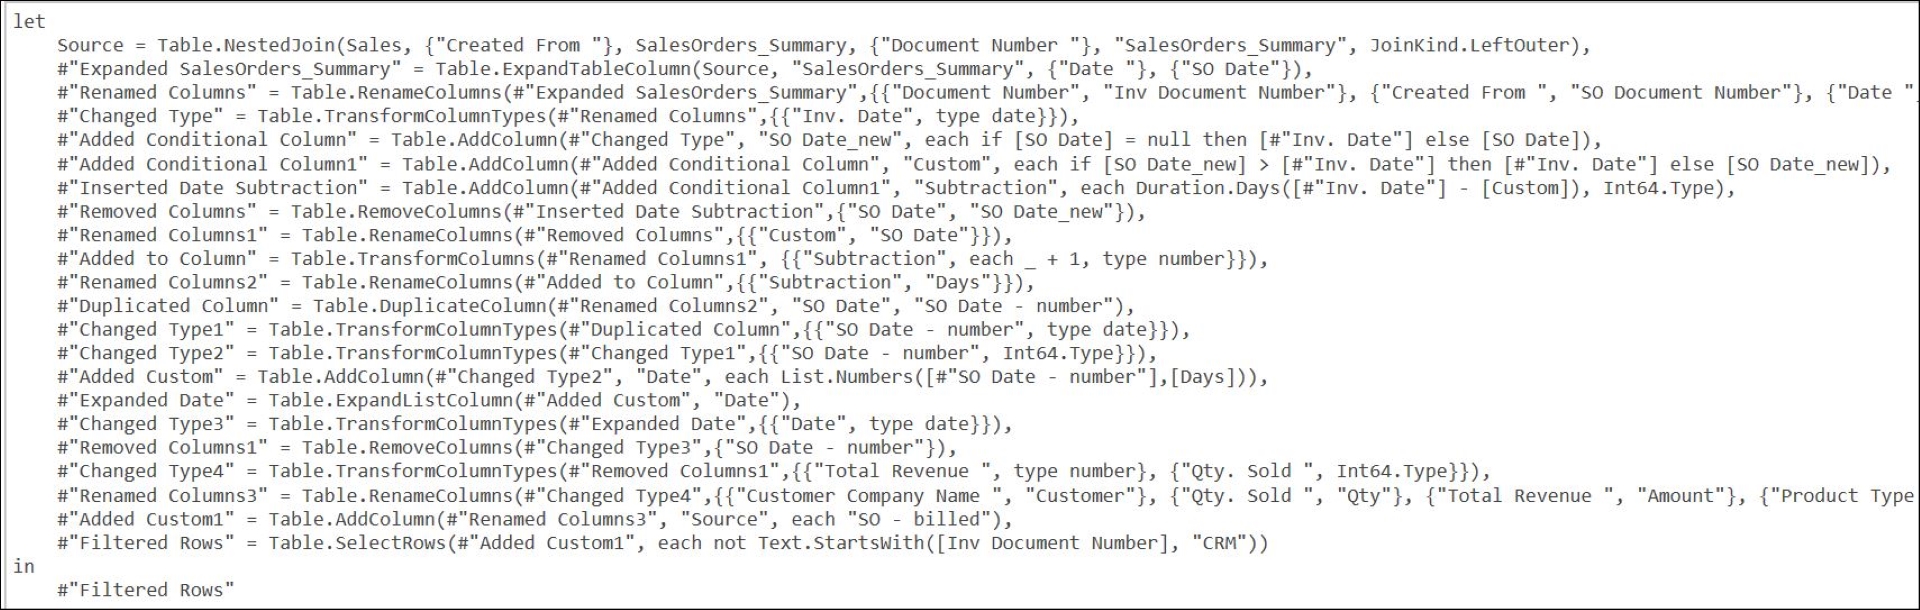 let
Source = Table.NestedJoin(Sales, {"Created From "}, SalesOrders_Summary, {"Document Number "}, "SalesOrders_Summary", JoinKind.LeftOuter),
#"Expanded SalesOrders_Summary" = Table.ExpandTableColumn(Source, "SalesOrders_Summary", {"Date "}, {"SO Date"}),
#"Renamed Columns" = Table.RenameColumns(#"Expanded SalesOrders_Summary",{{"Document Number", "Inv Document Number"}, {"Created From ", "SO Document Number"}, {"Date ",
#"Changed Type" = Table.TransformColumnTypes(#"Renamed Columns",{{"Inv. Date", type date}}),
#"Added Conditional Column" = Table.AddColumn(#"Changed Type", "SO Date_new", each if [SO Date] = null then [#"Inv. Date"] else [SO Date]),
#"Added Conditional Column1" = Table.AddColumn(#"Added Conditional Column", "Custom", each if [SO Date_new] > [#"Inv. Date"] then [#"Inv. Date"] else [SO Date_new]),
#"Inserted Date Subtraction" = Table.AddColumn(#"Added Conditional Column1", "Subtraction", each Duration.Days([#"Inv. Date"] - [Custom]), Int64.Type),
#"Removed Columns" = Table.RemoveColumns(#"Inserted Date Subtraction",{"SO Date", "SO Date_new"}),
#"Renamed Columns1" = Table.RenameColumns(#"Removed Columns",{{"Custom", "SO Date"}}),
#"Added to Column" = Table.TransformColumns(#"Renamed Columns1", {{"Subtraction", each _ + 1, type number}}),
#"Renamed Columns2" = Table.RenameColumns(#"Added to Column",{{"Subtraction", "Days"}}),
#"Duplicated Column" = Table.DuplicateColumn(#"Renamed Columns2", "SO Date", "SO Date - number"),
#"Changed Type1" = Table.TransformColumnTypes(#"Duplicated Column",{{"SO Date - number", type date}}),
#"Changed Type2" = Table.TransformColumnTypes(#"Changed Type1",{{"SO Date - number", Int64.Type}}),
#"Added Custom" = Table.AddColumn(#"Changed Type2", "Date", each List.Numbers([#"SO Date - number"],[Days])),
#"Expanded Date" = Table.ExpandListColumn(#"Added Custom", "Date"),
#"Changed Type3" = Table.TransformColumnTypes(#"Expanded Date",{{"Date", type date}}),
#"Removed Columns1" = Table.RemoveColumns(#"Changed Type3",{"SO Date - number"}),
#"Changed Type4" = Table.TransformColumnTypes(#"Removed Columns1",{{"Total Revenue ", type number}, {"Qty. Sold ", Int64.Type}}),
#"Renamed Columns3" = Table.RenameColumns(#"Changed Type4",{{"Customer Company Name ", "Customer"}, {"Qty. Sold ", "Qty"}, {"Total Revenue ", "Amount"}, {"Product Type
#"Added Custom1" = Table.AddColumn(#"Renamed Columns3", "Source", each "SO - billed"),
#"Filtered Rows" = Table.SelectRows(#"Added Custom1", each not Text.StartsWith([Inv Document Number], "CRM"))
in
#"Filtered Rows"